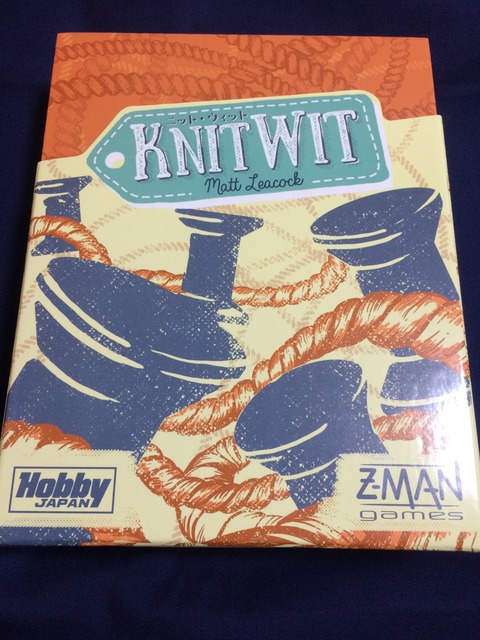 ニット・ウィット
KNITWIT
Matt Leacock
Hobby
JAPAN
Z-MAN
games